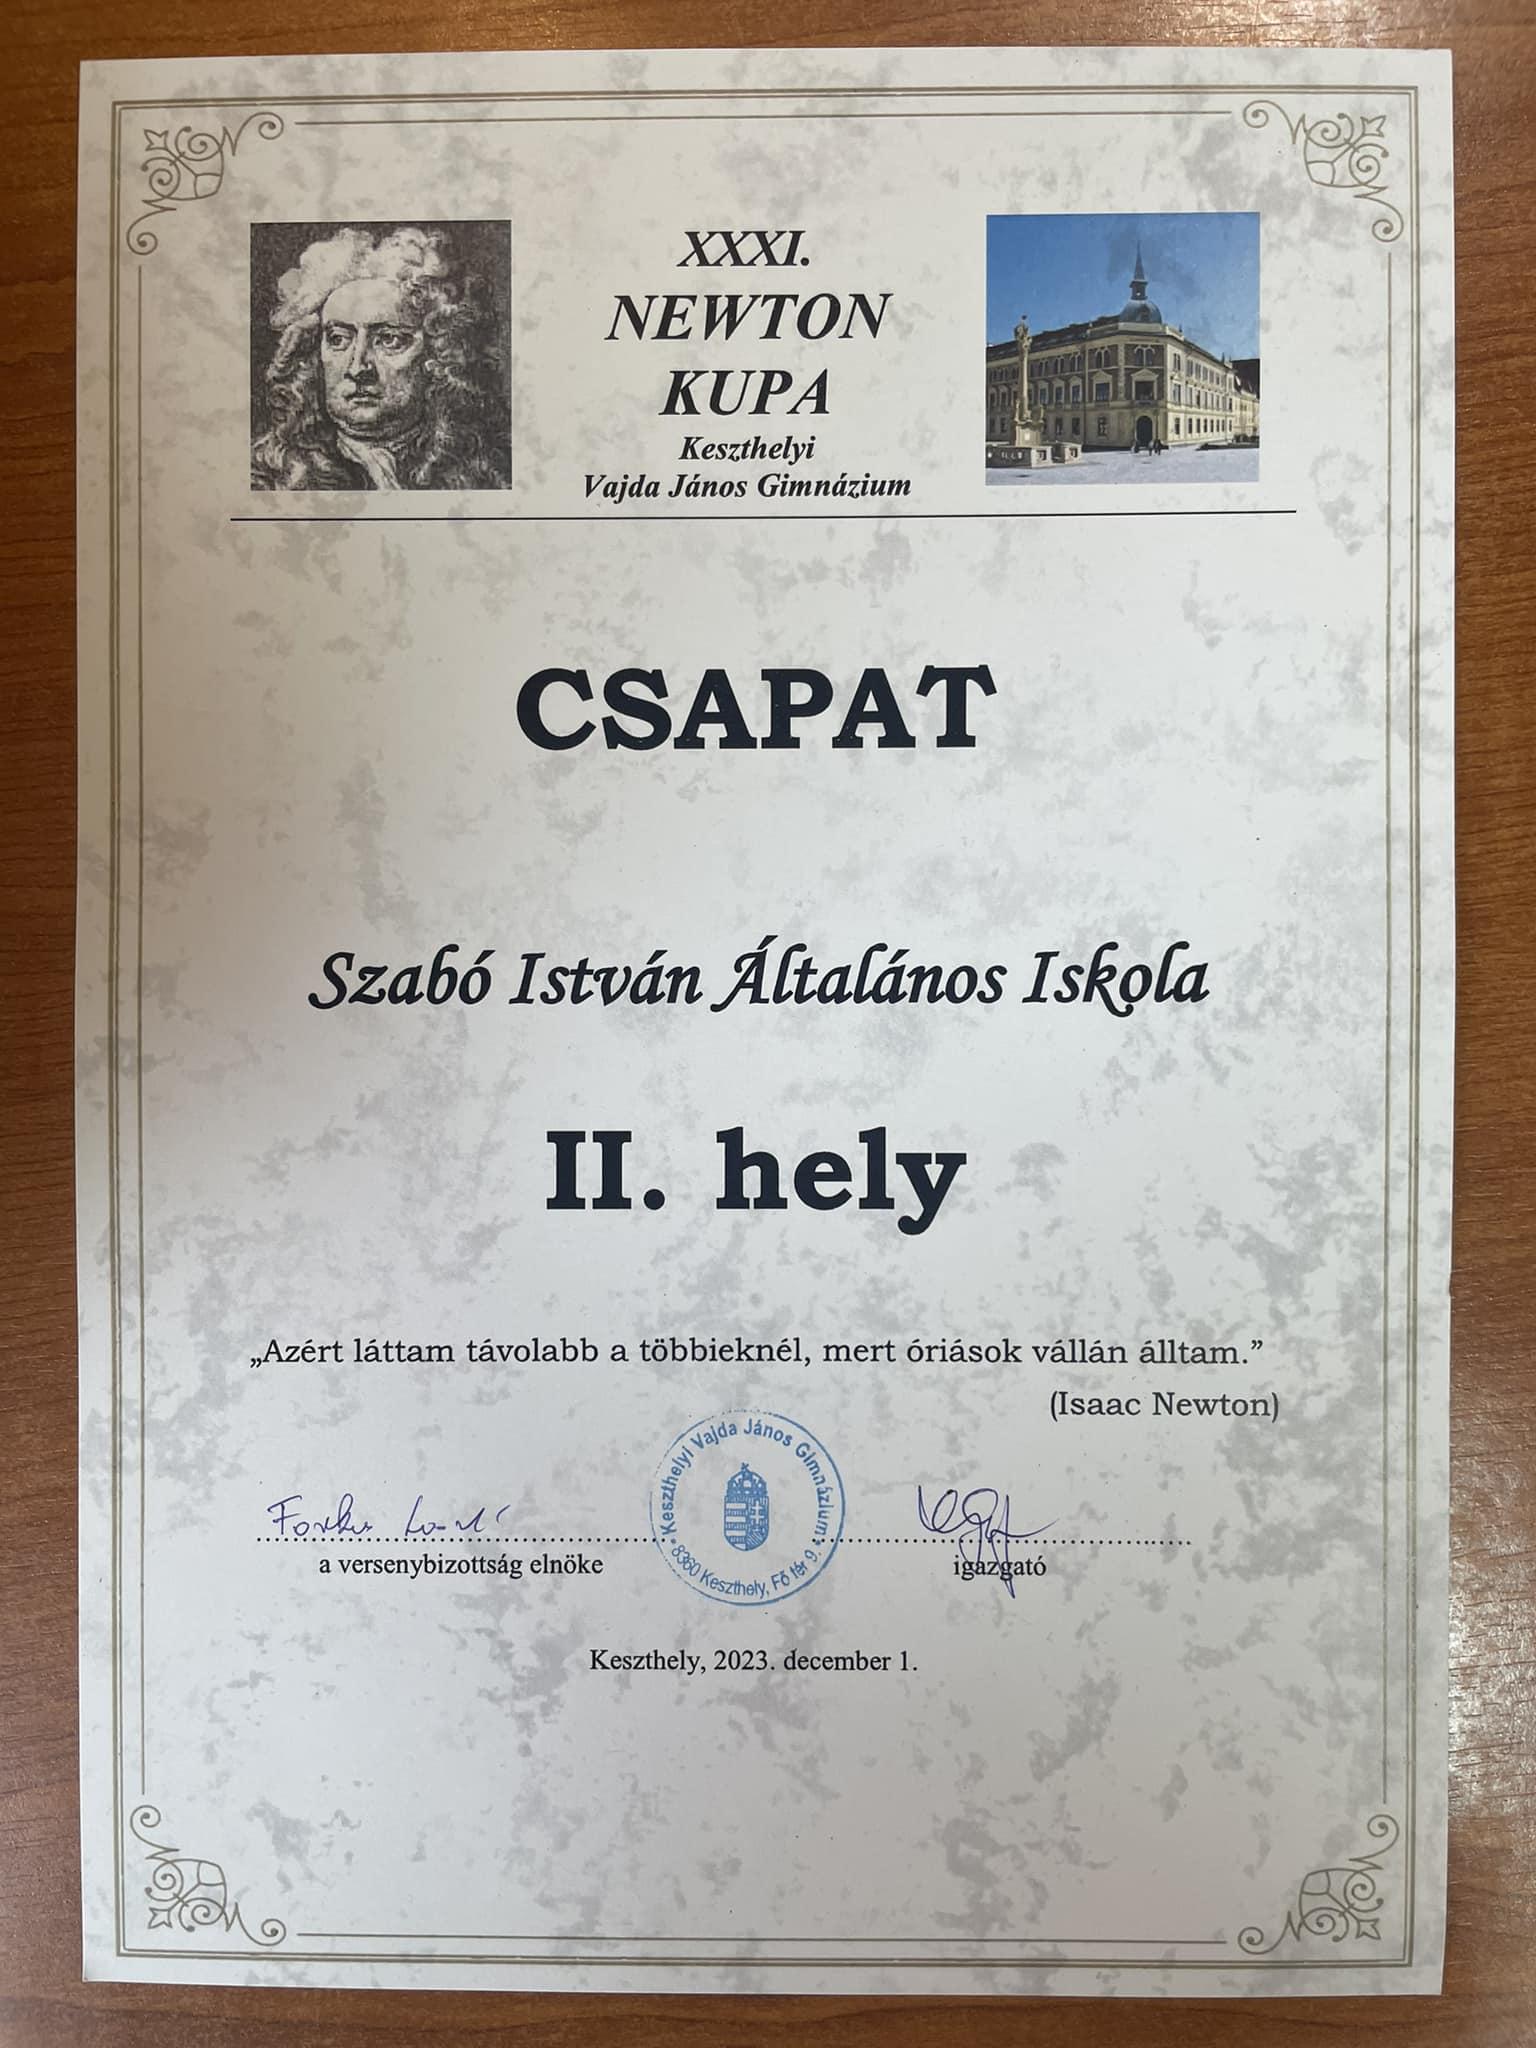 XXXI.
NEWTON
KUPA
Keszthelyi
Vajda János Gimnázium
CSAPAT
Szabó István Általános Iskola
II. hely
„Azért láttam távolabb a többieknél, mert óriások vállán álltam.”
(Isaac Newton)
Keszthelyi Vajda János Gimnázium
8360 Keszthely, Fő tér 9.
a versenybizottság elnöke
igazgató
Keszthely, 2023. december 1.